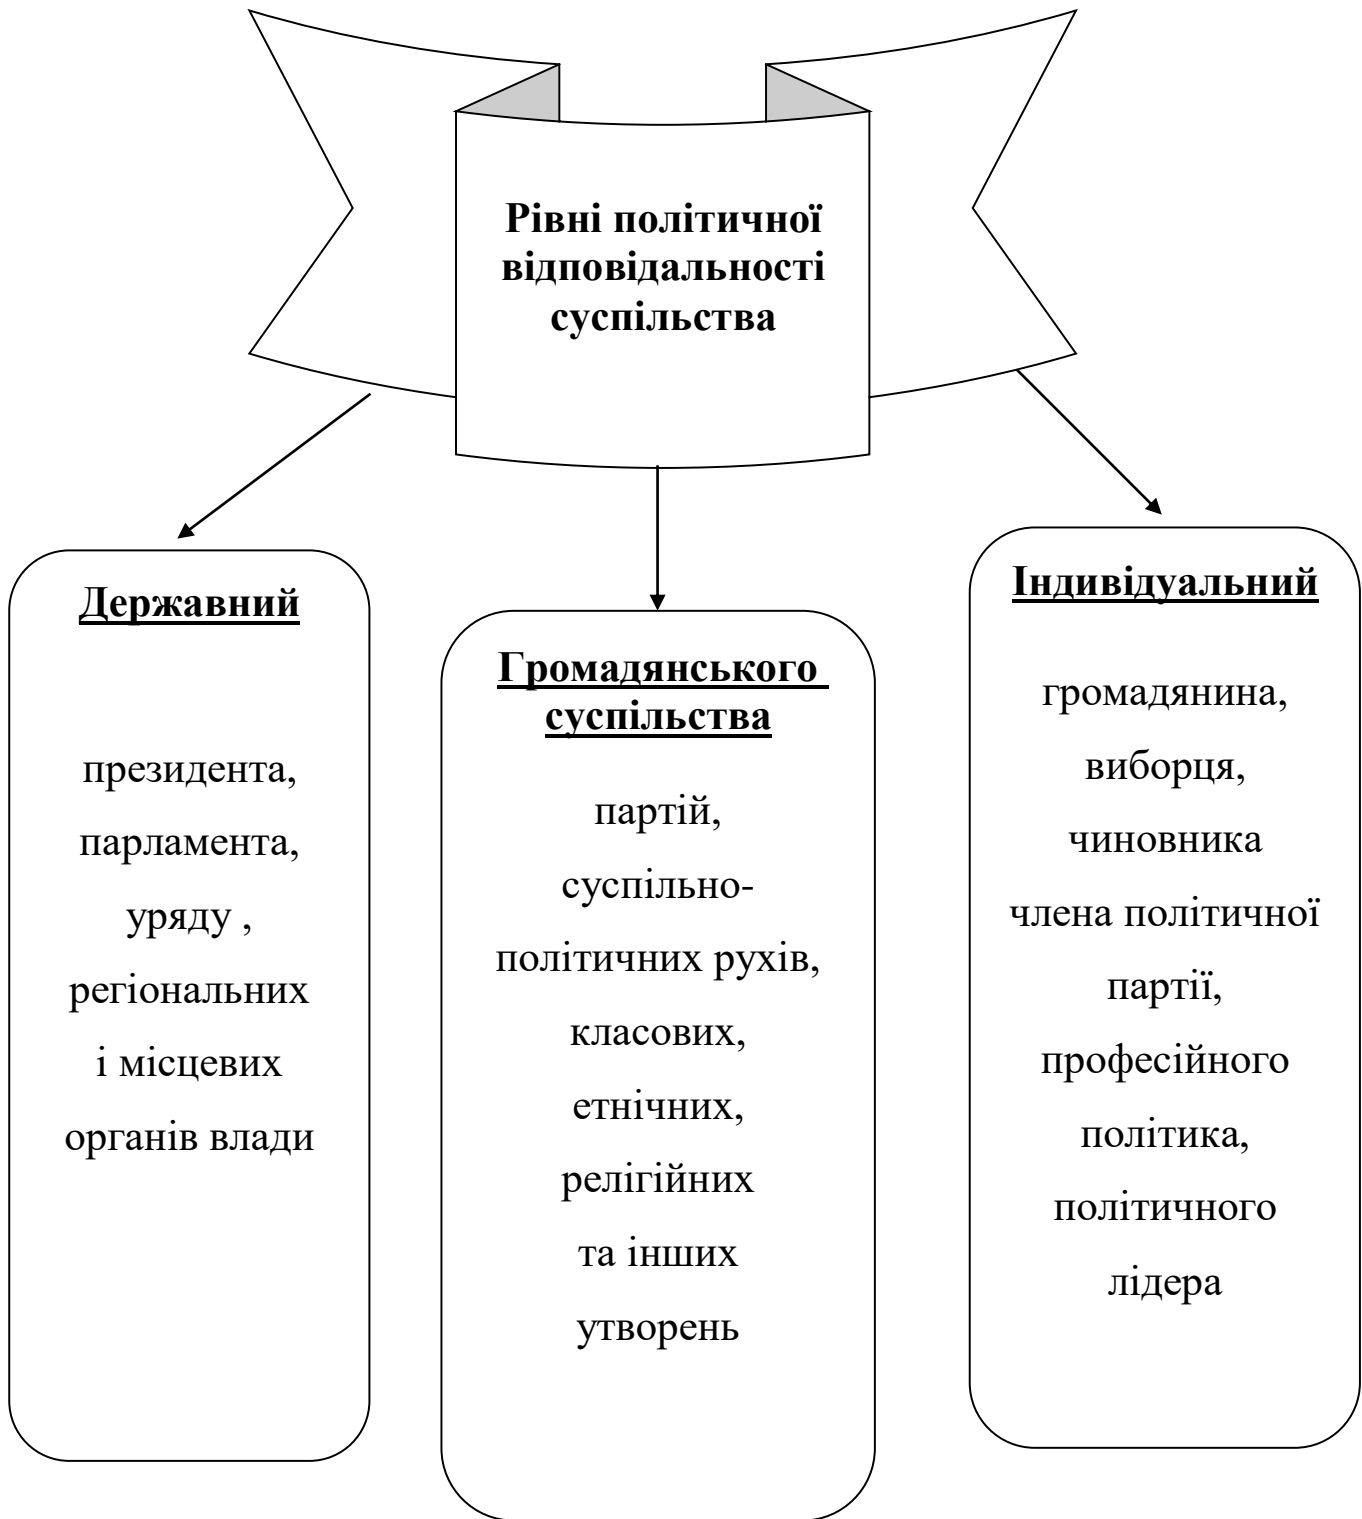 Рівні політичної
відповідальності
суспільства
Державний
президента,
парламента,
уряду ,
регіональних
і місцевих
органів влади
Громадянського
суспільства
партій,
суспільно-
політичних рухів,
класових,
етнічних,
релігійних
та інших
утворень
Індивідуальний
громадянина,
виборця,
чиновника
члена політичної
партії,
професійного
політика,
політичного
лідера